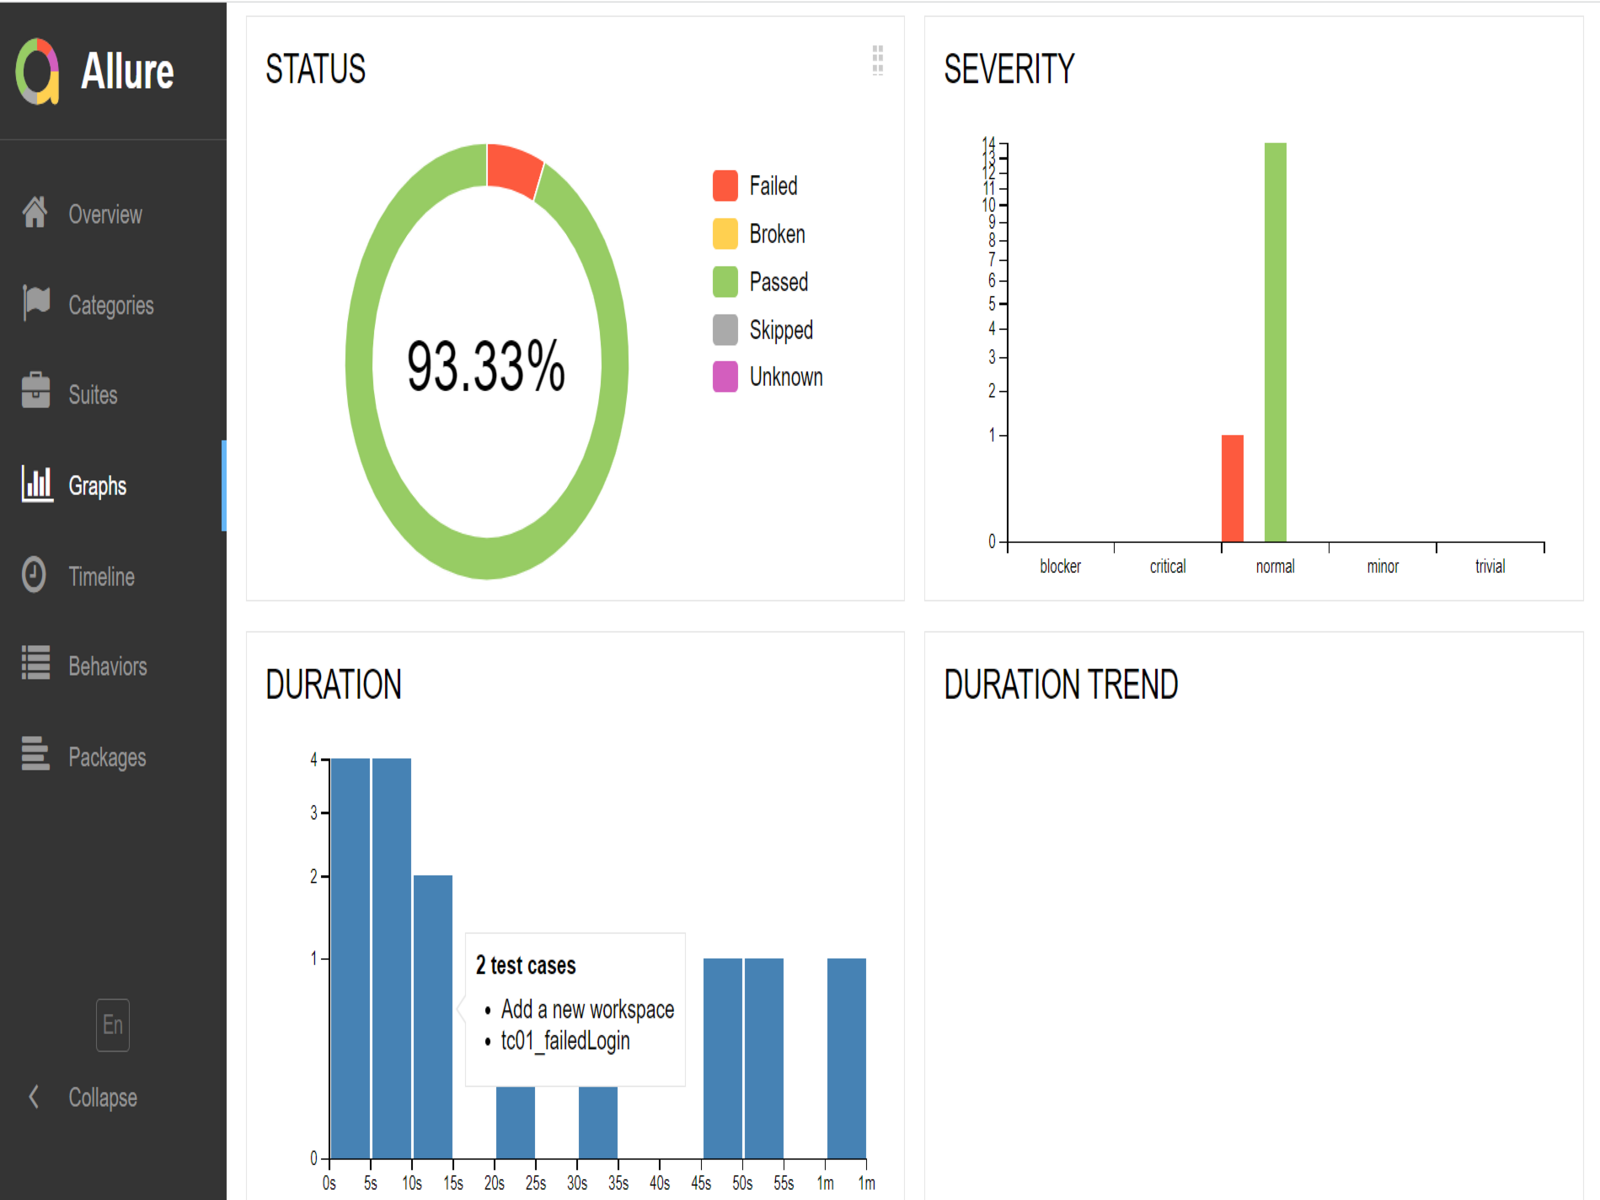 Allure
Overview
Categories
Suites
Graphs
Timeline
Behaviors
Packages
En
Collapse
STATUS
93.33%
Failed
Broken
Passed
Skipped
Unknown
SEVERITY
14
13
12
11
10
9
8
7
6
5
4
3
2
1
0
blocker critical normal minor trivial
DURATION
4
3
2
1
0
2 test cases
• Add a new workspace
• tc01_failedLogin
0s 5s 10s 15s 20s 25s 30s 35s 40s 45s 50s 55s 1m 1m
DURATION TREND